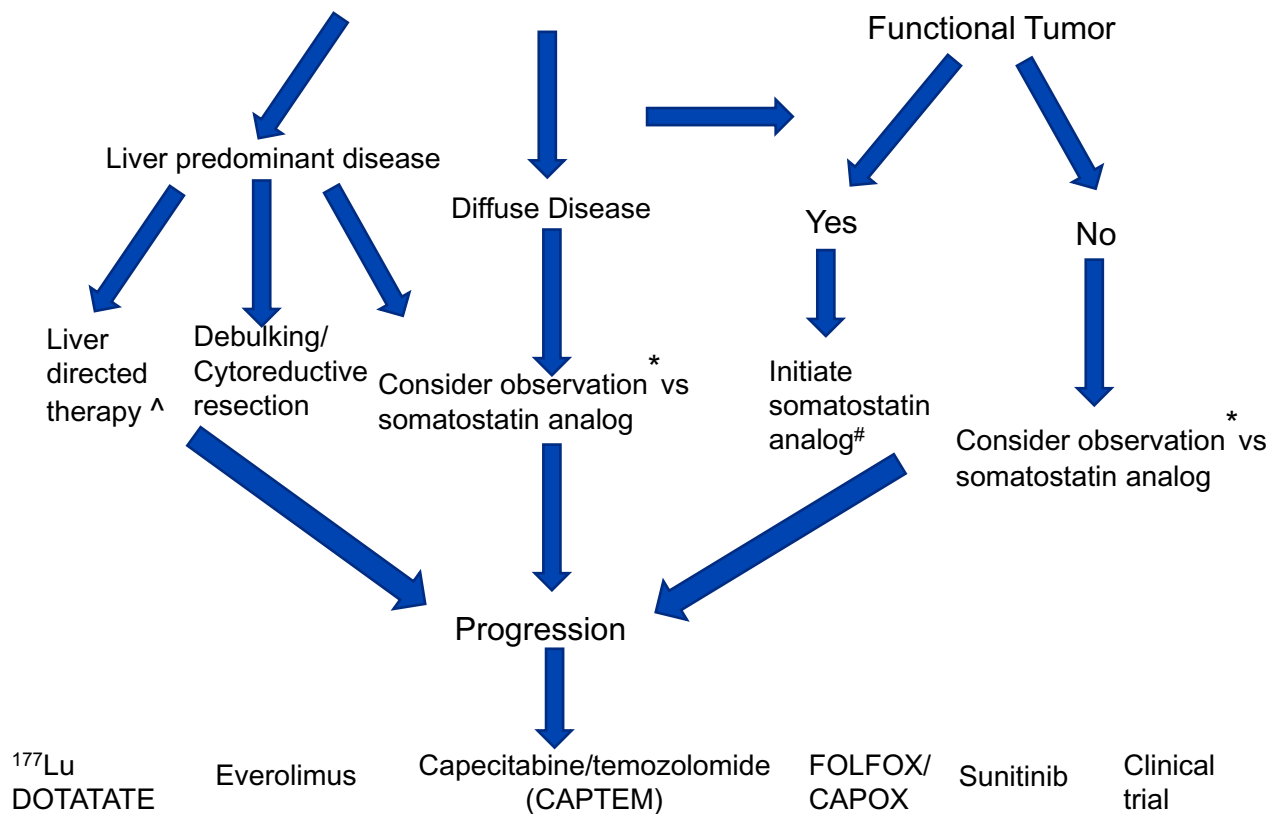 Functional Tumor
Liver predominant disease
Diffuse Disease
Yes
No
Liver
directed
therapy ^
Debulking/
Cytoreductive
resection
Consider observation * vs
somatostatin analog
Initiate
somatostatin
analog#
Consider observation * vs
somatostatin analog
Progression
177Lu
DOTATATE
Everolimus
Capecitabine/temozolomide
(CAPTEM)
FOLFOX/
CAPOX
Sunitinib
Clinical
trial